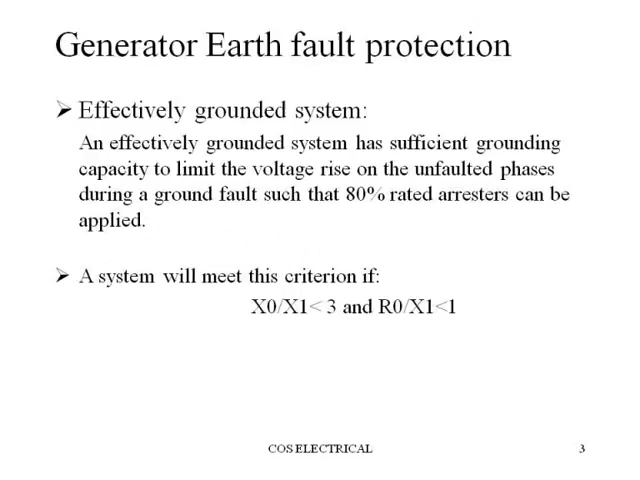 Generator Earth fault protection
➢ Effectively grounded system:
An effectively grounded system has sufficient grounding
capacity to limit the voltage rise on the unfaulted phases
during a ground fault such that 80% rated arresters can be
applied.
➢ A system will meet this criterion if:
X0/X1< 3 and R0/X1<1
COS ELECTRICAL
3